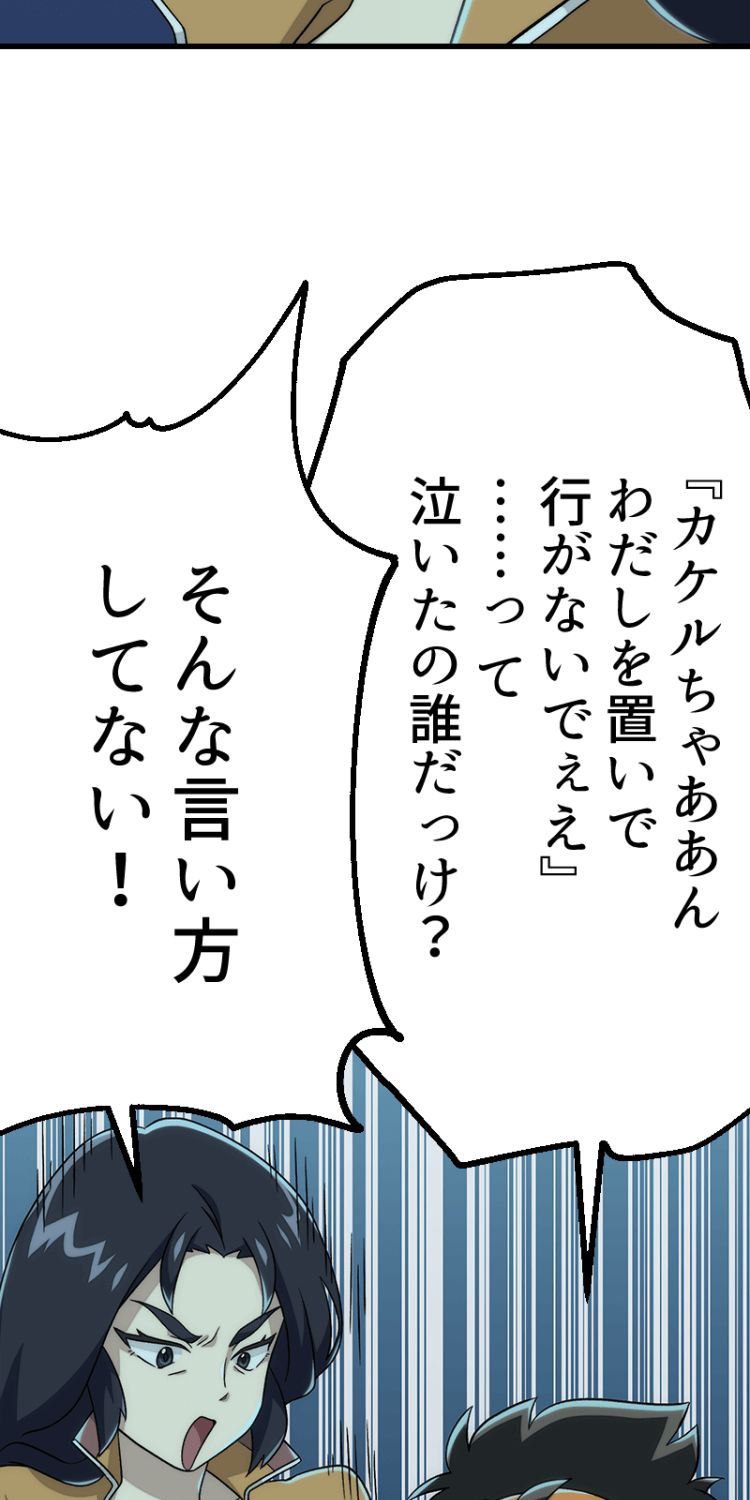 『カケルちゃああん
わだしを置いで
行がないでぇえ』
……って
泣いたの誰だっけ？
そんな言い方
してない！